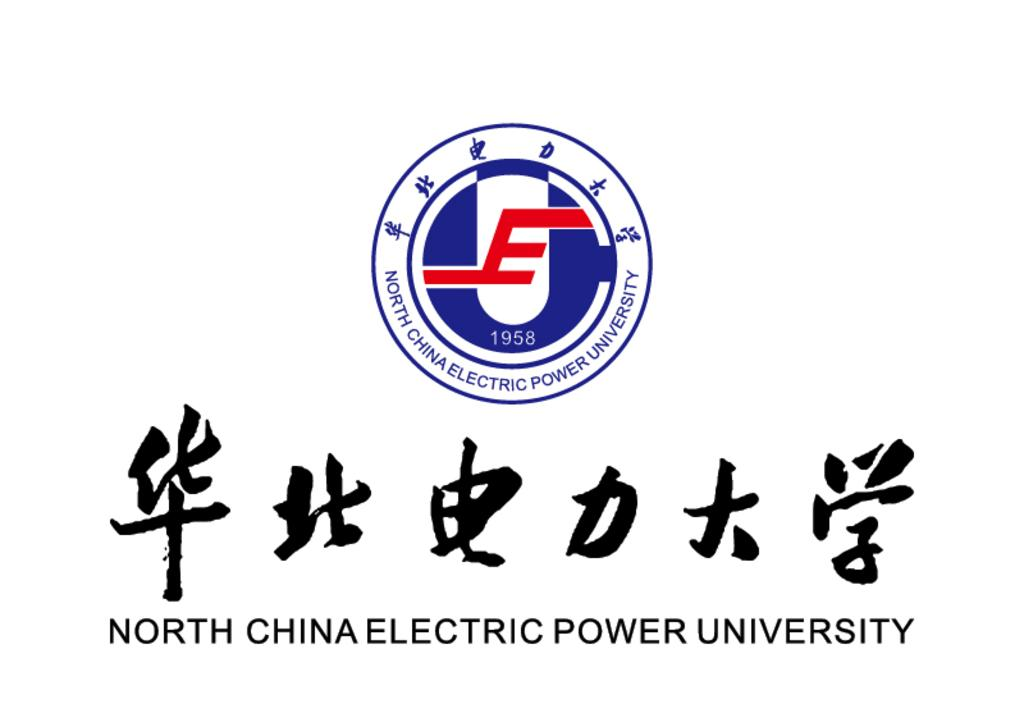 华北电力大学
E
1958
NORTH CHINA ELECTRIC POWER UNIVERSITY
华北电力大学
NORTH CHINA ELECTRIC POWER UNIVERSITY